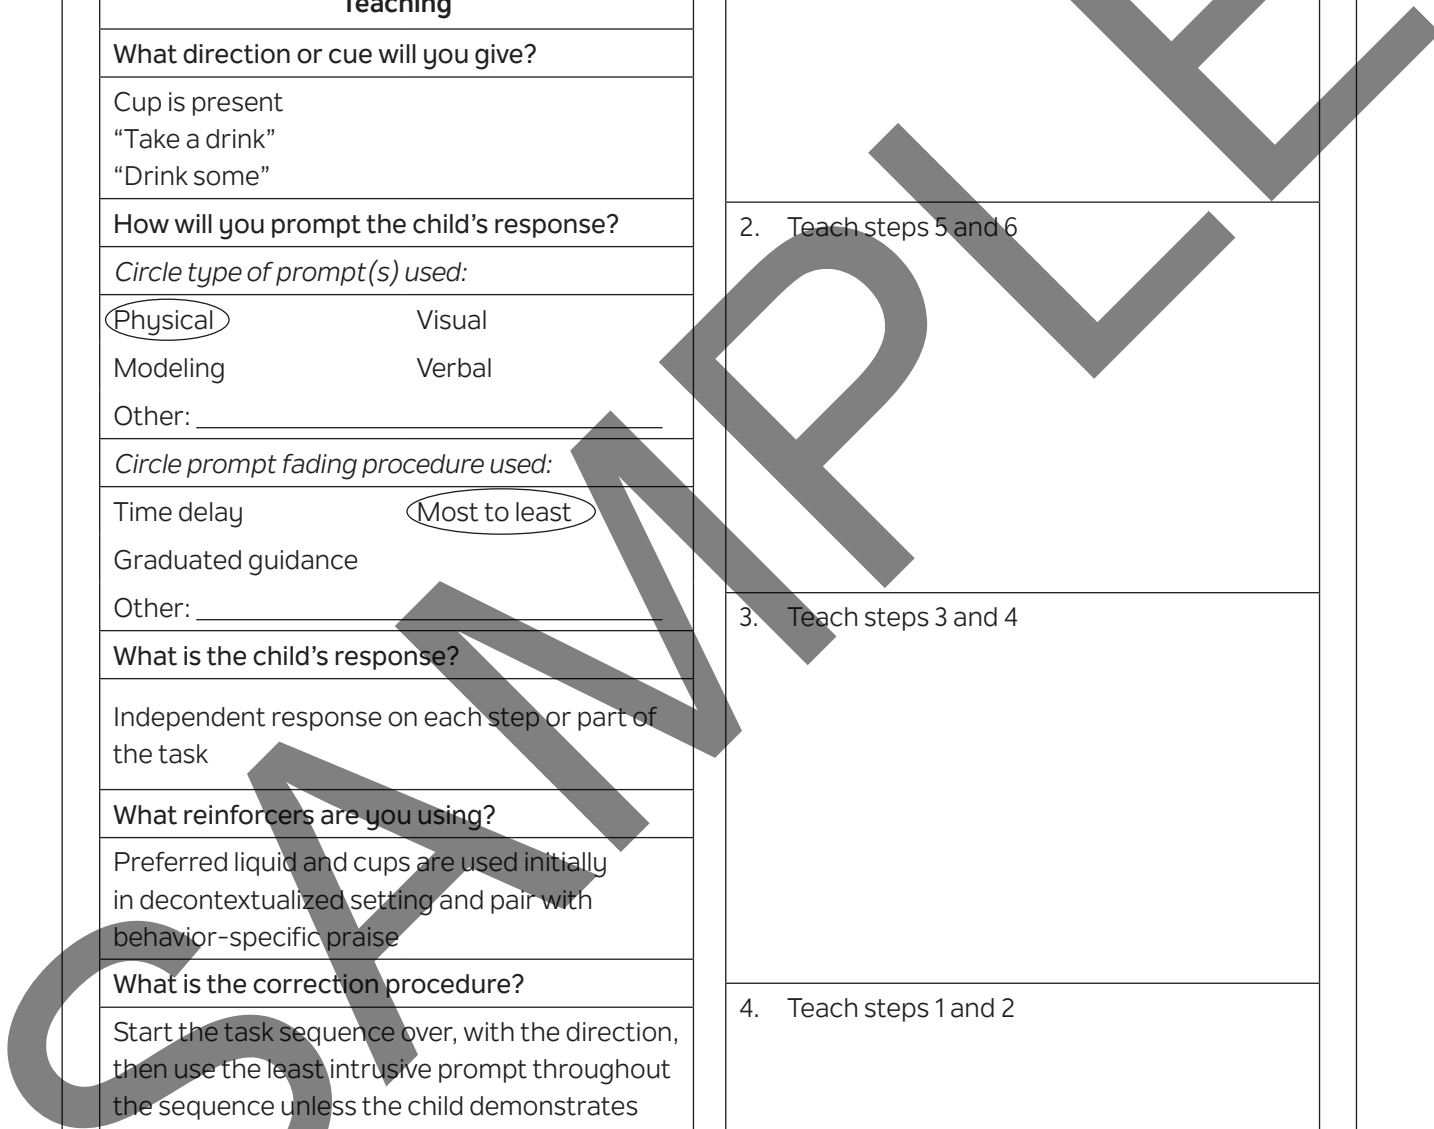 Teaching
What direction or cue will you give?
Cup is present
“Take a drink”
“Drink some”
How will you prompt the child’s response?
Circle type of prompt(s) used:
Physical Visual
Modeling Verbal
Other:
Circle prompt fading procedure used:
Time delay Most to least
Graduated guidance
Other:
What is the child’s response?
Independent response on each step or part of
the task
What reinforcers are you using?
Preferred liquid and cups are used initially
in decontextualized setting and pair with
behavior-specific praise
What is the correction procedure?
Start the task sequence over, with the direction,
then use the least intrusive prompt throughout
the sequence unless the child demonstrates
2. Teach steps 5 and 6
3. Teach steps 3 and 4
4. Teach steps 1 and 2
SAMPLE